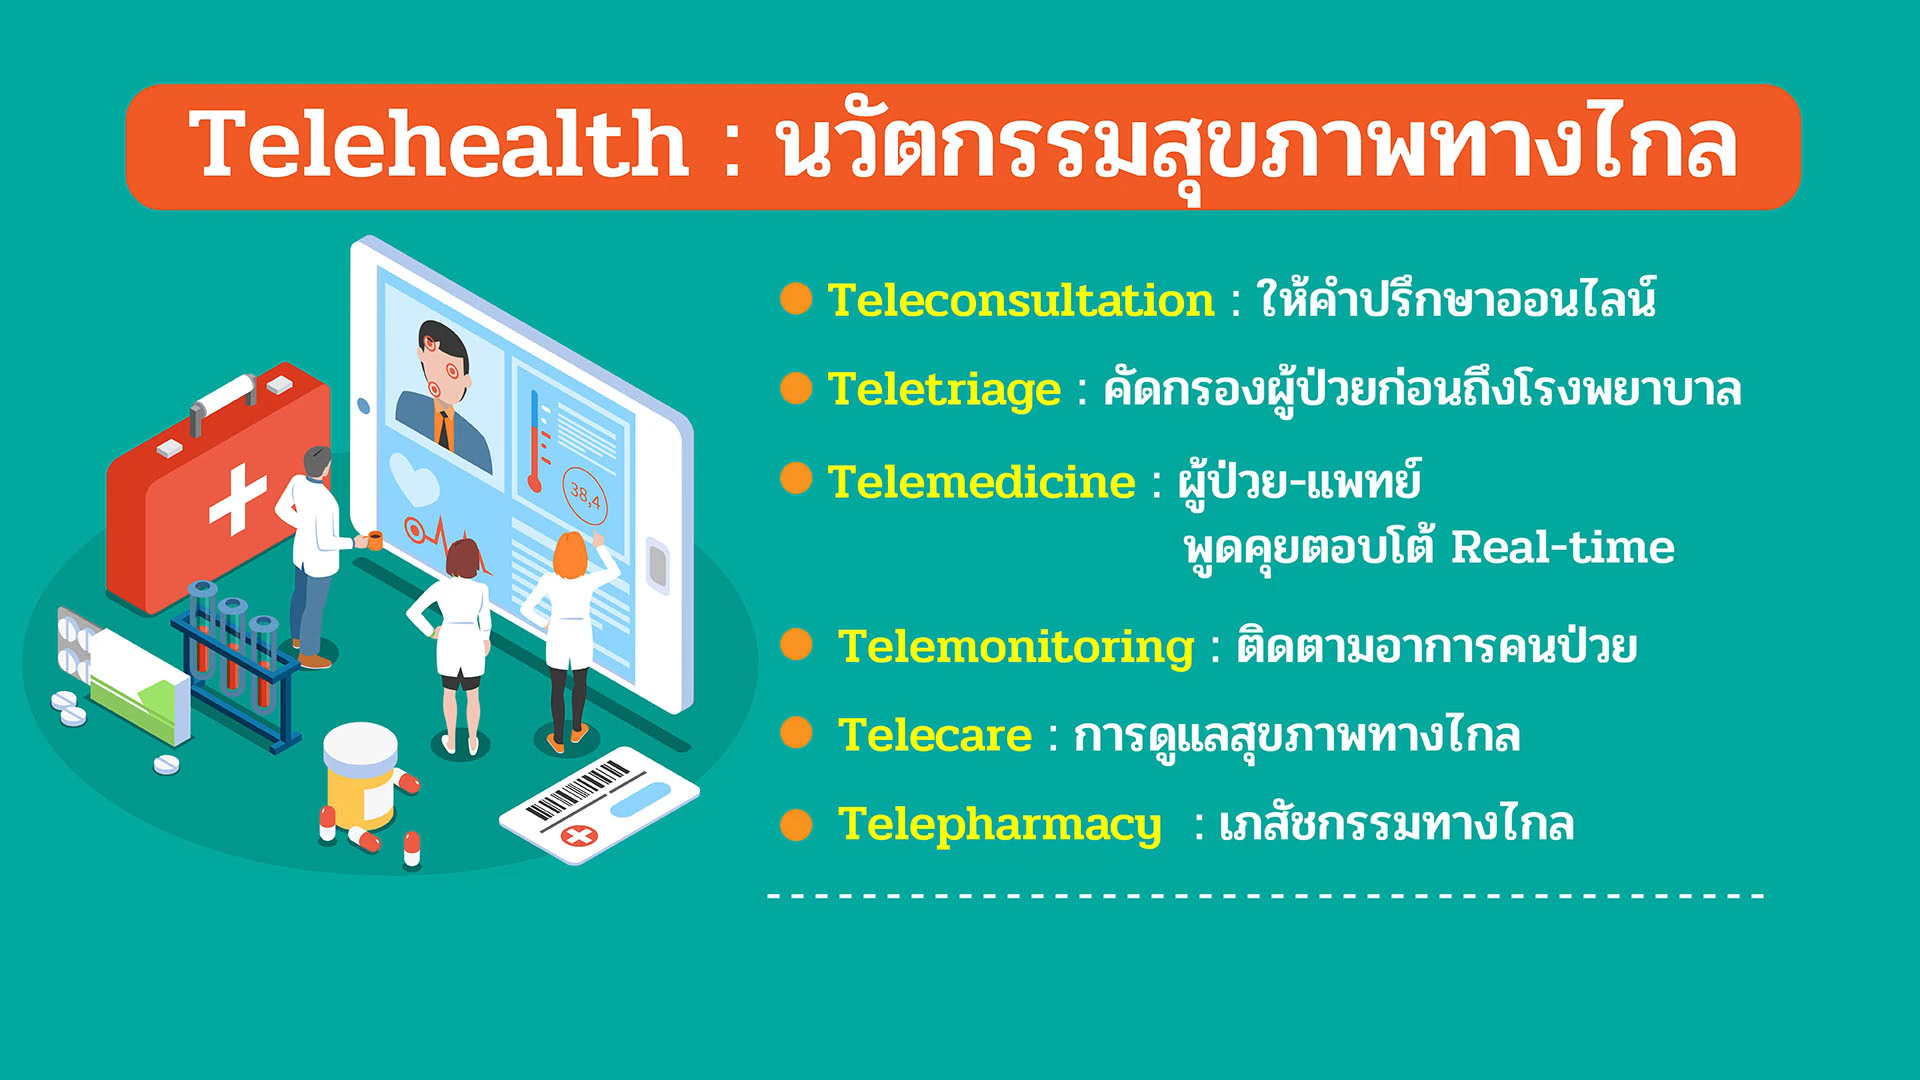 Telehealth : นวัตกรรมสุขภาพทางไกล
Teleconsultation : ให้คำปรึกษาออนไลน์
Teletriage : คัดกรองผู้ป่วยก่อนถึงโรงพยาบาล
Telemedicine : ผู้ป่วย-แพทย์
พูดคุยตอบโต้ Real-time
Telemonitoring : ติดตามอาการคนป่วย
Telecare : การดูแลสุขภาพทางไกล
Telepharmacy : เภสัชกรรมทางไกล
38,4